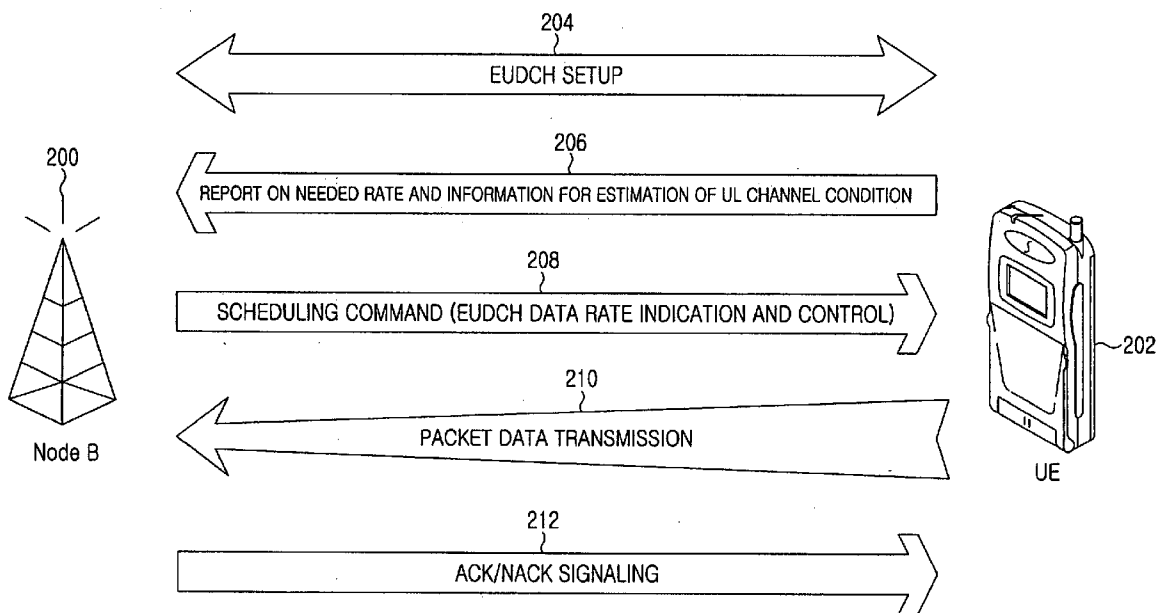 204
EUDCH SETUP
206
200
REPORT ON NEEDED RATE AND INFORMATION FOR ESTIMATION OF UL CHANNEL CONDITION
208
SCHEDULING COMMAND (EUDCH DATA RATE INDICATION AND CONTROL)
202
210
PACKET DATA TRANSMISSION
Node B
UE
212
ACK/NACK SIGNALING